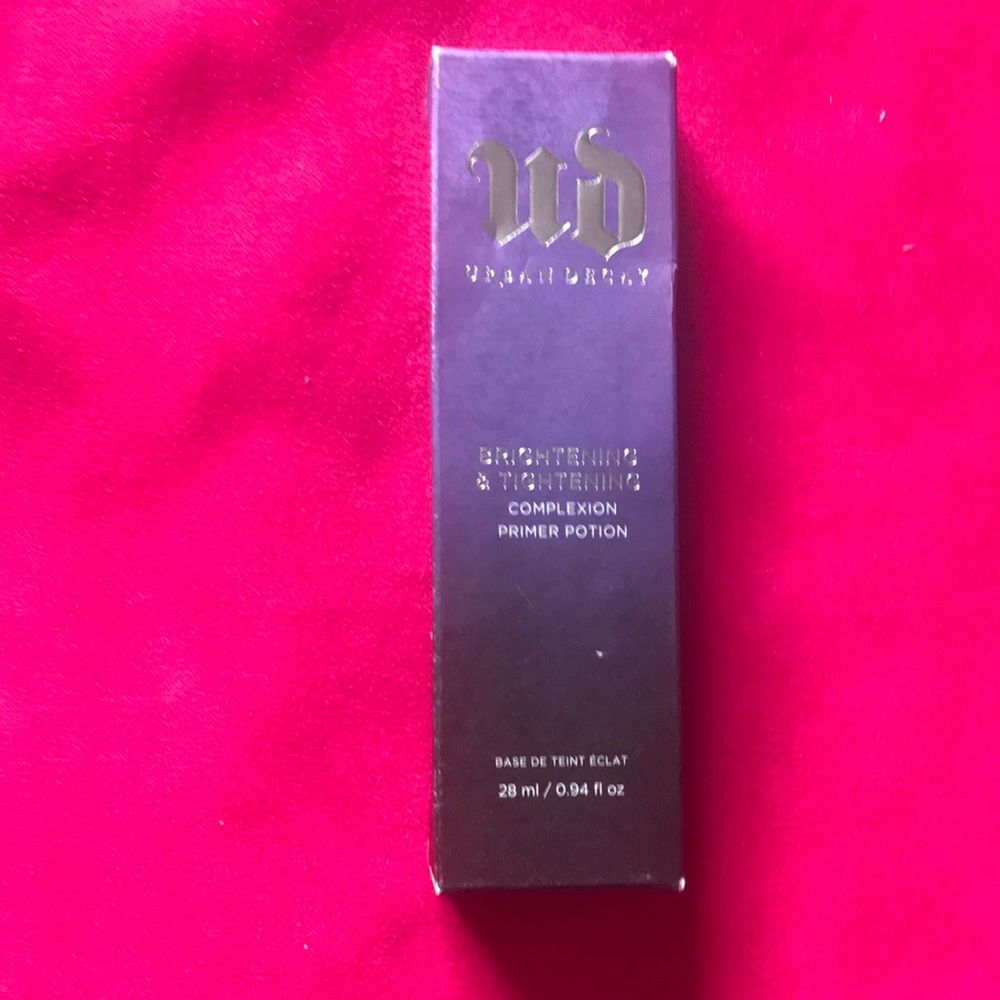 UD
URBAN DECAY
BRIGHTENING
& TIGHTENING
COMPLEXION
PRIMER POTION
BASE DE TEINT ÉCLAT
28 ml / 0.94 fl oz